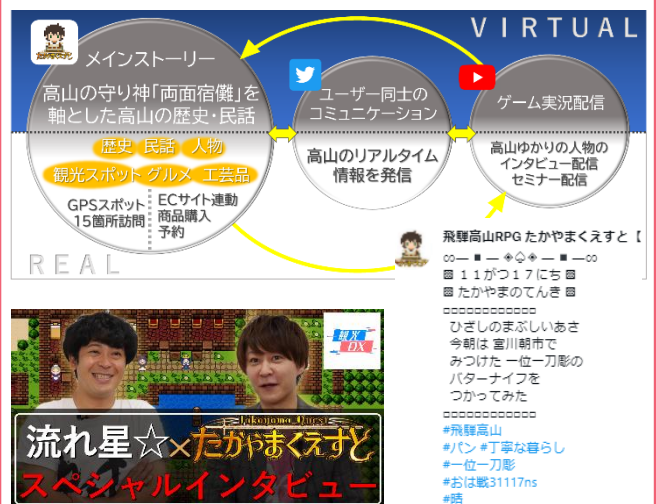 VIRTUAL
メインストーリー
高山の守り神「両面宿儺」を
軸とした高山の歴史・民話
歴史 民話 人物
観光スポット グルメ 工芸品
GPSスポット
15箇所訪問
ECサイト連動
商品購入
予約
ユーザー同士の
コミュニケーション
高山のリアルタイム
情報を発信
ゲーム実況配信
高山ゆかりの人物の
インタビュー配信
セミナー配信
REAL
飛騨高山RPG たかやまくえすと【
∞― ■ ― ◈♤◈ ― ■ ―∞
▧ 11がつ17にち ▧
▧ たかやまのてんき ▧
□□□□□□□□□□□□
ひざしのまぶしいあさ
今朝は 宮川朝市で
みつけた 一位一刀彫の
バターナイフを
つかってみた
□□□□□□□□□□□□
#飛騨高山
#パン #丁寧な暮らし
#一位一刀彫
#おは戦31117ns
#晴
観光
DX
Takayama Quest
流れ星☆×たかやまくえすと
スペシャルインタビュー